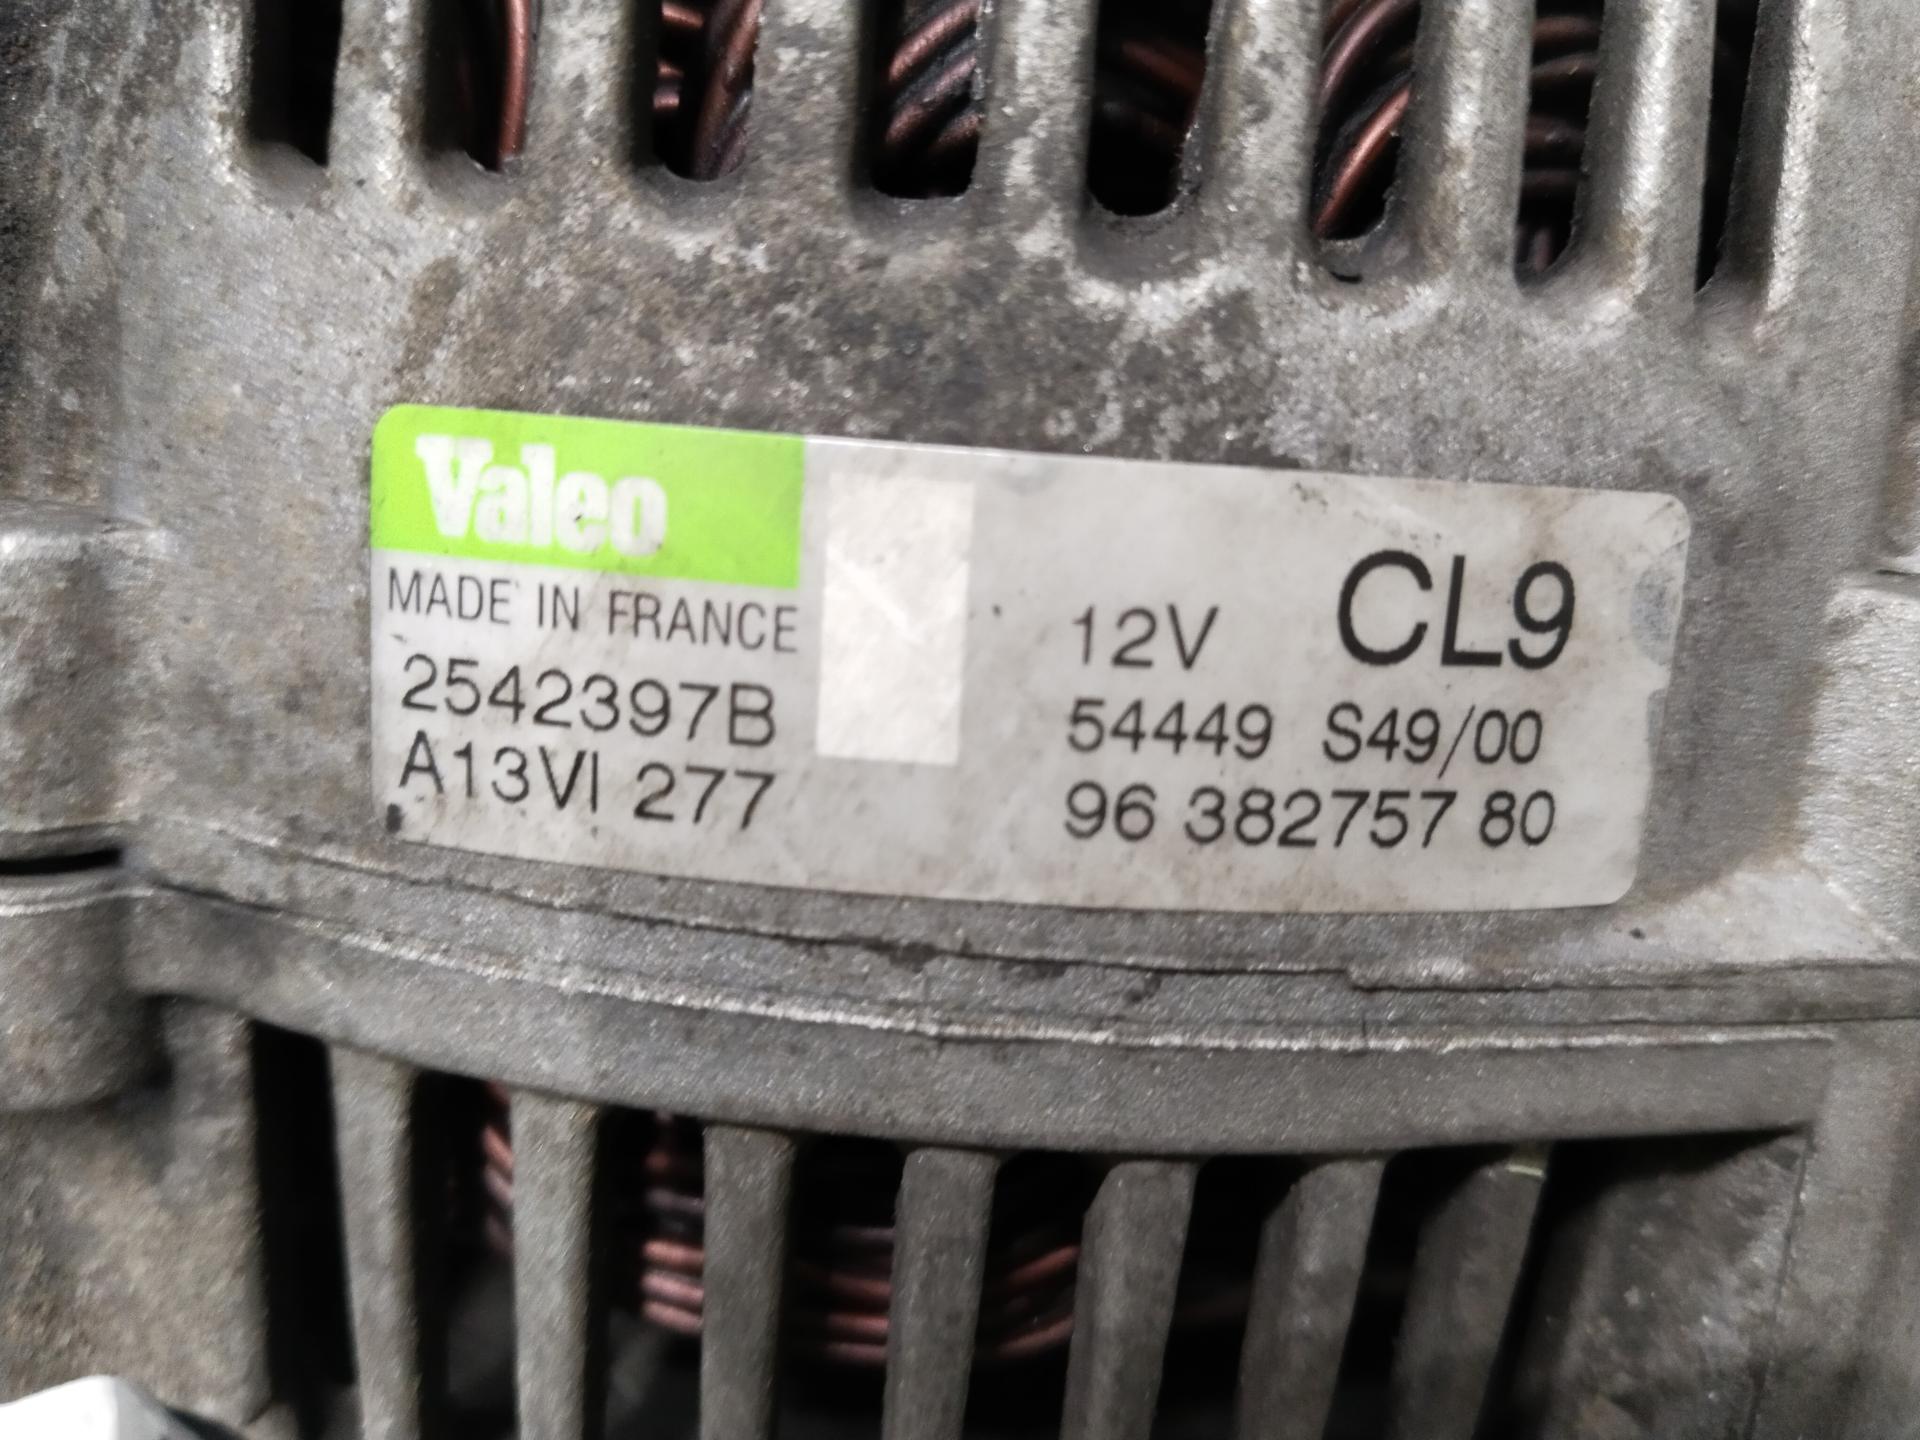 Valeo
MADE IN FRANCE
2542397B
A13VI 277
12V CL9
54449 S49/00
96 382757 80